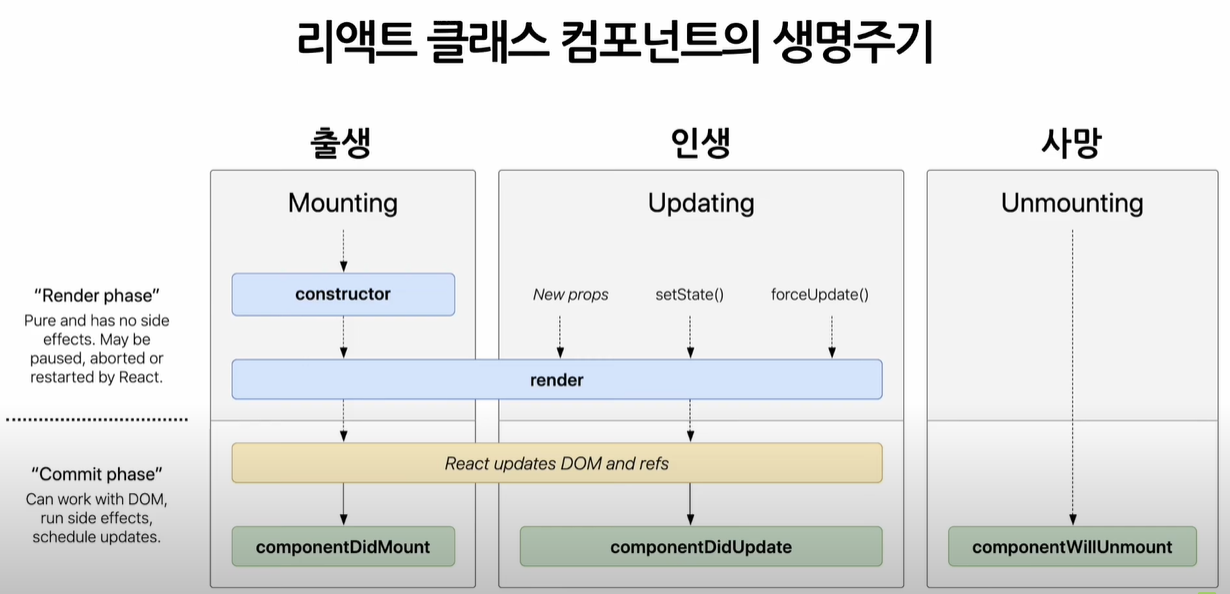 리액트 클래스 컴포넌트의 생명주기
출생
인생
사망
Mounting
Updating
Unmounting
"Render phase"
Pure and has no side
effects. May be
paused, aborted or
restarted by React.
constructor
New props
setState()
forceUpdate()
render
"Commit phase"
Can work with DOM,
run side effects,
schedule updates.
React updates DOM and refs
componentDidMount
componentDidUpdate
componentWillUnmount